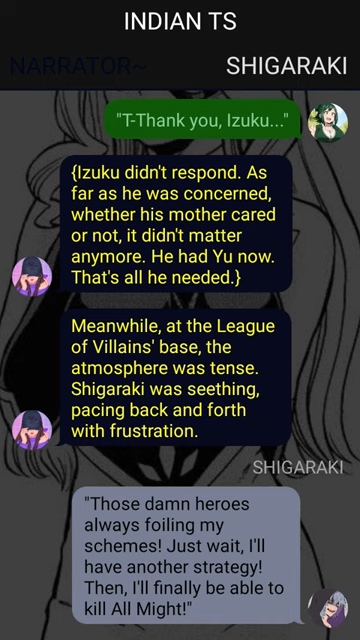 INDIAN TS
NARRATOR~ SHIGARAKI
"T-Thank you, Izuku..."
{Izuku didn't respond. As
far as he was concerned,
whether his mother cared
or not, it didn't matter
anymore. He had Yu now.
That's all he needed.}
Meanwhile, at the League
of Villains' base, the
atmosphere was tense.
Shigaraki was seething,
pacing back and forth
with frustration.
SHIGARAKI
"Those damn heroes
always foiling my
schemes! Just wait, I'll
have another strategy!
Then, I'll finally be able to
kill All Might!"